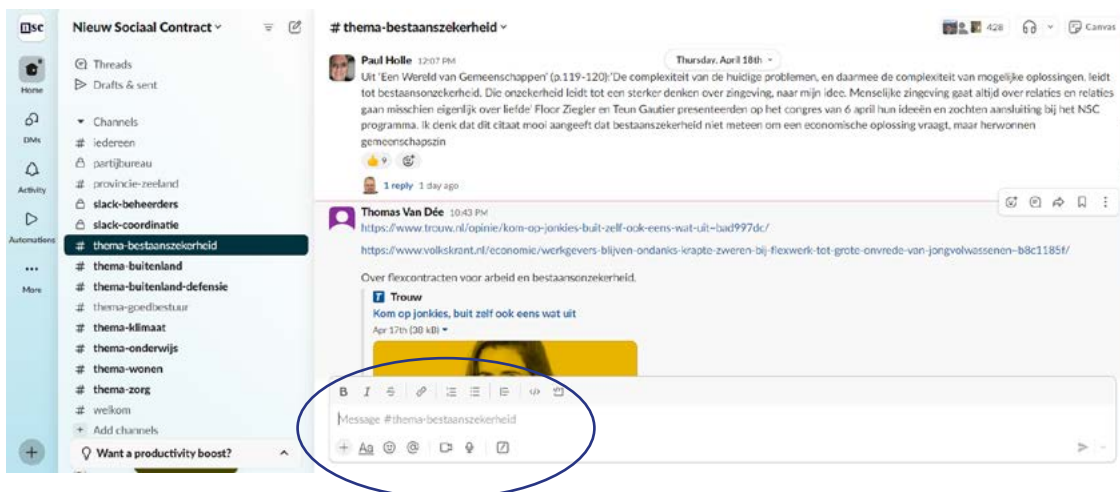 nsc
Nieuw Sociaal Contract
Home
DMs
Activity
Automations
More
Threads
Drafts & sent
Channels
# iedereen
partijbureau
# provincie-zeeland
slack-beheerders
slack-coordinatie
# thema-bestaanszekerheid
# thema-buitenland
# thema-buitenland-defensie
# thema-goedbestuur
# thema-klimaat
# thema-onderwijs
# thema-wonen
# thema-zorg
# welkom
+ Add channels
Want a productivity boost?
# thema-bestaanszekerheid
428
Canvas
Thursday, April 18th
Paul Holle 12:07 PM
Uit 'Een Wereld van Gemeenschappen' (p.119-120):'De complexiteit van de huidige problemen, en daarmee de complexiteit van mogelijke oplossingen, leidt
tot bestaansonzekerheid. Die onzekerheid leidt tot een sterker denken over zingeving, naar mijn idee. Menselijke zingeving gaat altijd over relaties en relaties
gaan misschien eigenlijk over liefde' Floor Ziegler en Teun Gautier presenteerden op het congres van 6 april hun ideeën en zochten aansluiting bij het NSC
programma. Ik denk dat dit citaat mooi aangeeft dat bestaanszekerheid niet meteen om een economische oplossing vraagt, maar herwonnen
gemeenschapszin
9
1 reply 1 day ago
Thomas Van Dée 10:43 PM
https://www.trouw.nl/opinie/kom-op-jonkies-buit-zelf-ook-eens-wat-uit~bad997dc/
https://www.volkskrant.nl/economie/werkgevers-blijven-ondanks-krapte-zweren-bij-flexwerk-tot-grote-onvrede-van-jongvolwassenen~b8c1185f/
Over flexcontracten voor arbeid en bestaansonzekerheid.
T Trouw
Kom op jonkies, buit zelf ook eens wat uit
Apr 17th (38 kB)
B I S
Message #thema-bestaanszekerheid
+ Aa @